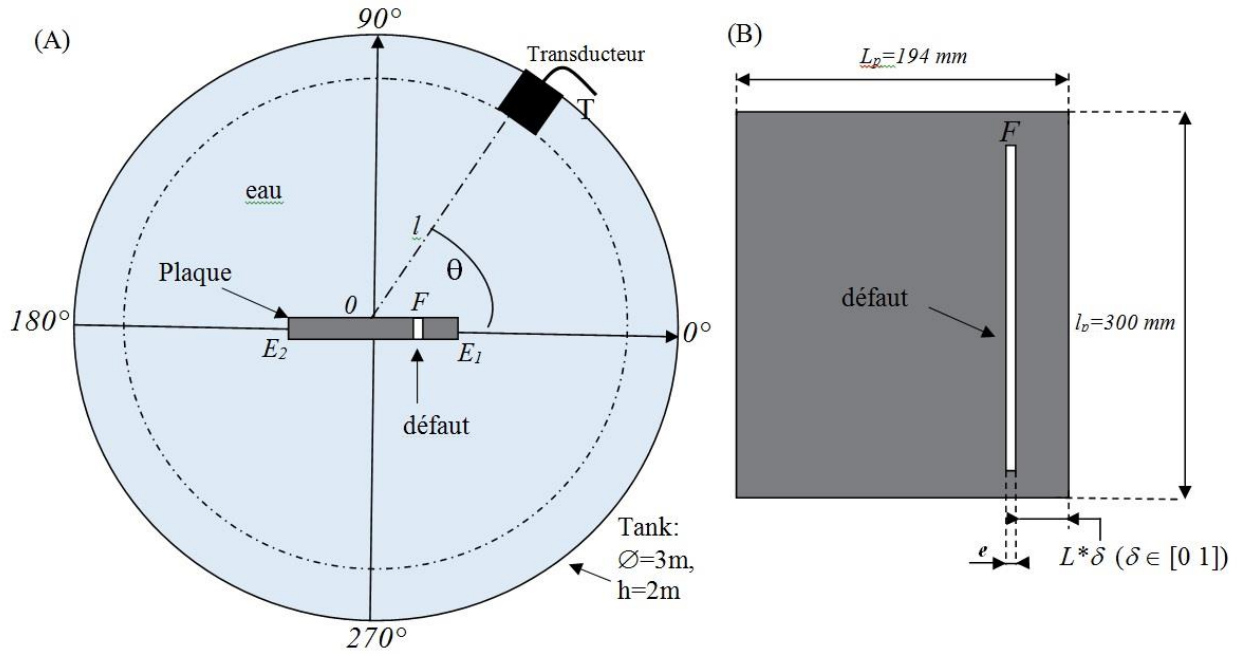 (A)
90°
Transducteur
T
eau
l
θ
Plaque
0
F
180°
0°
E2
E1
défaut
Tank:
∅=3m,
h=2m
270°
(B)
Lp=194 mm
F
défaut
lp=300 mm
e
L*δ (δ ∈ [0 1])